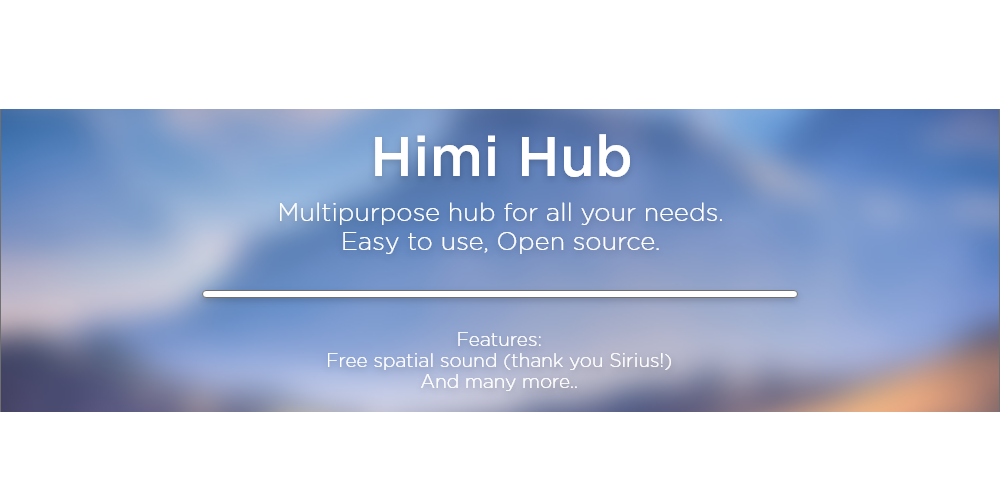 Himi Hub
Multipurpose hub for all your needs.
Easy to use, Open source.
Features:
Free spatial sound (thank you Sirius!)
And many more..